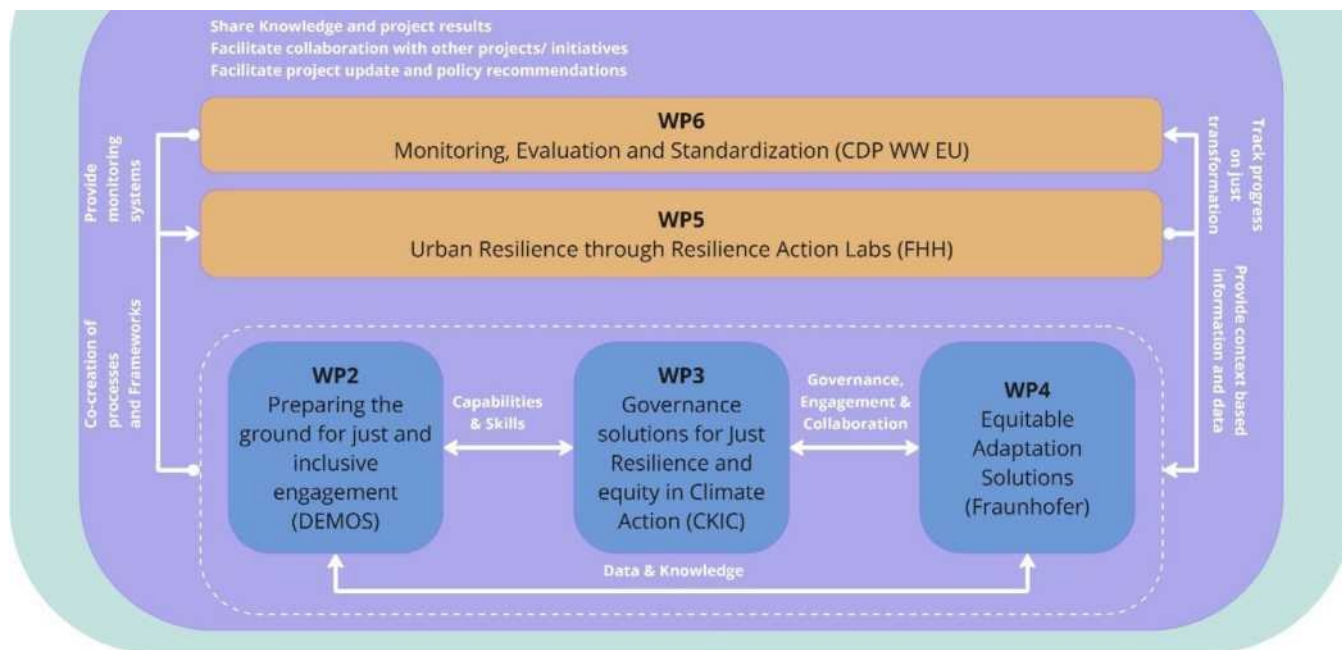 Share Knowledge and project results
Facilitate collaboration with other projects/ initiatives
Facilitate project update and policy recommendations
WP6
Monitoring, Evaluation and Standardization (CDP WW EU)
WP5
Urban Resilience through Resilience Action Labs (FHH)
Provide
monitoring
systems
Co-creation of
processes
and Frameworks
Track progress
on just
transformation
Provide context based
information and data
WP2
Preparing the
ground for just and
inclusive
engagement
(DEMOS)
Capabilities
& Skills
WP3
Governance
solutions for Just
Resilience and
equity in Climate
Action (CKIC)
Governance,
Engagement &
Collaboration
WP4
Equitable
Adaptation
Solutions
(Fraunhofer)
Data & Knowledge